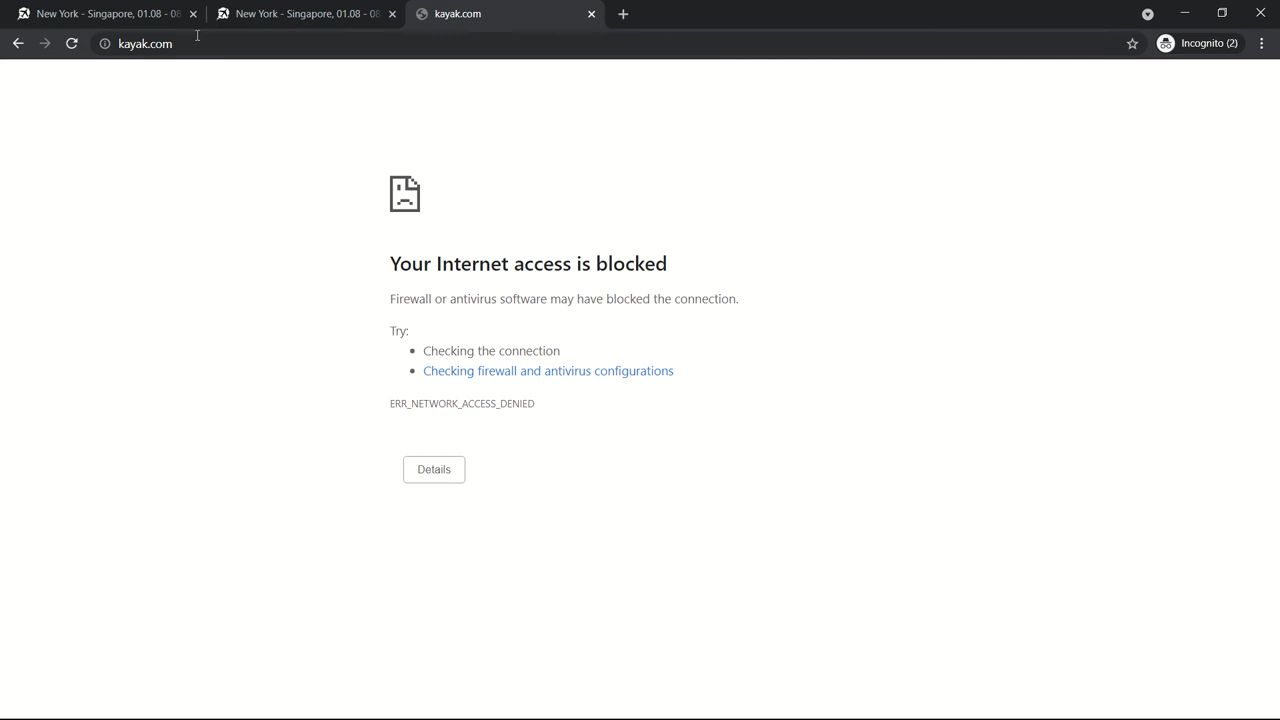 New York - Singapore, 01.08 - 08
New York - Singapore, 01.08 - 08
kayak.com
kayak.com
Incognito (2)
Your Internet access is blocked
Firewall or antivirus software may have blocked the connection.
Try:
Checking the connection
Checking firewall and antivirus configurations
ERR_NETWORK_ACCESS_DENIED
Details